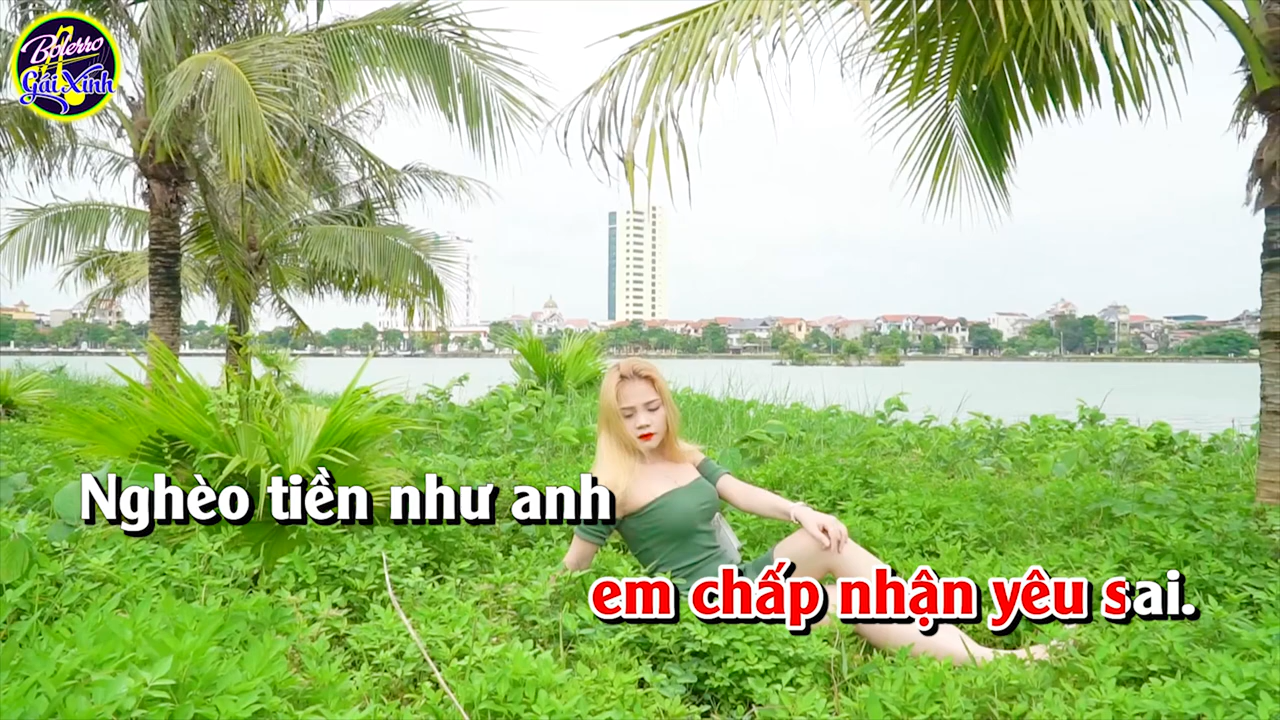 Bolerro
Gái Xinh
Nghèo tiền như anh
em chấp nhận yêu sai.